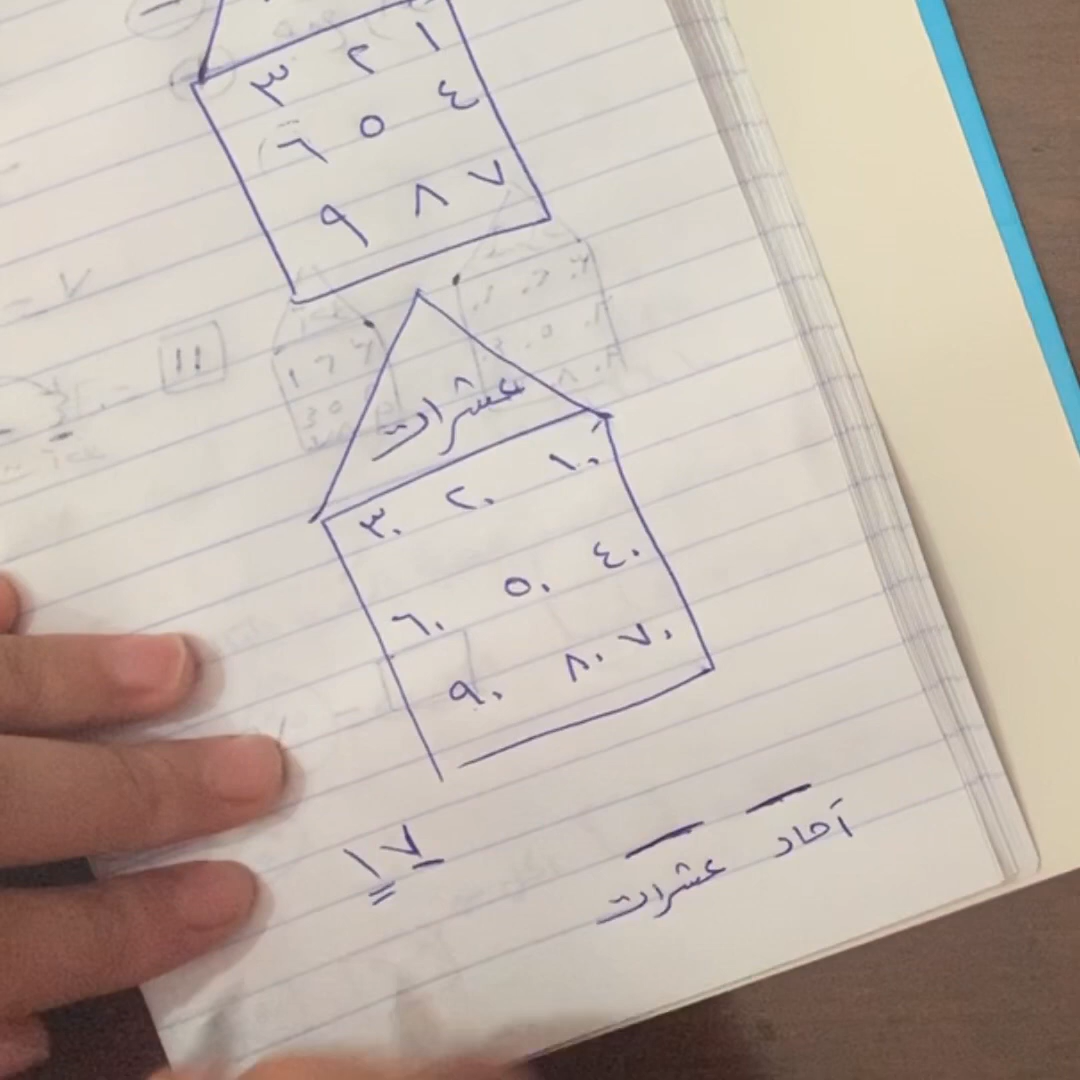 ١ ٢ ٣
٤ ٥ ٦
٧ ٨ ٩
عشرات
١٠ ٢٠ ٣٠
٤٠ ٥٠ ٦٠
٧٠ ٨٠ ٩٠
١٧
آحاد عشرات